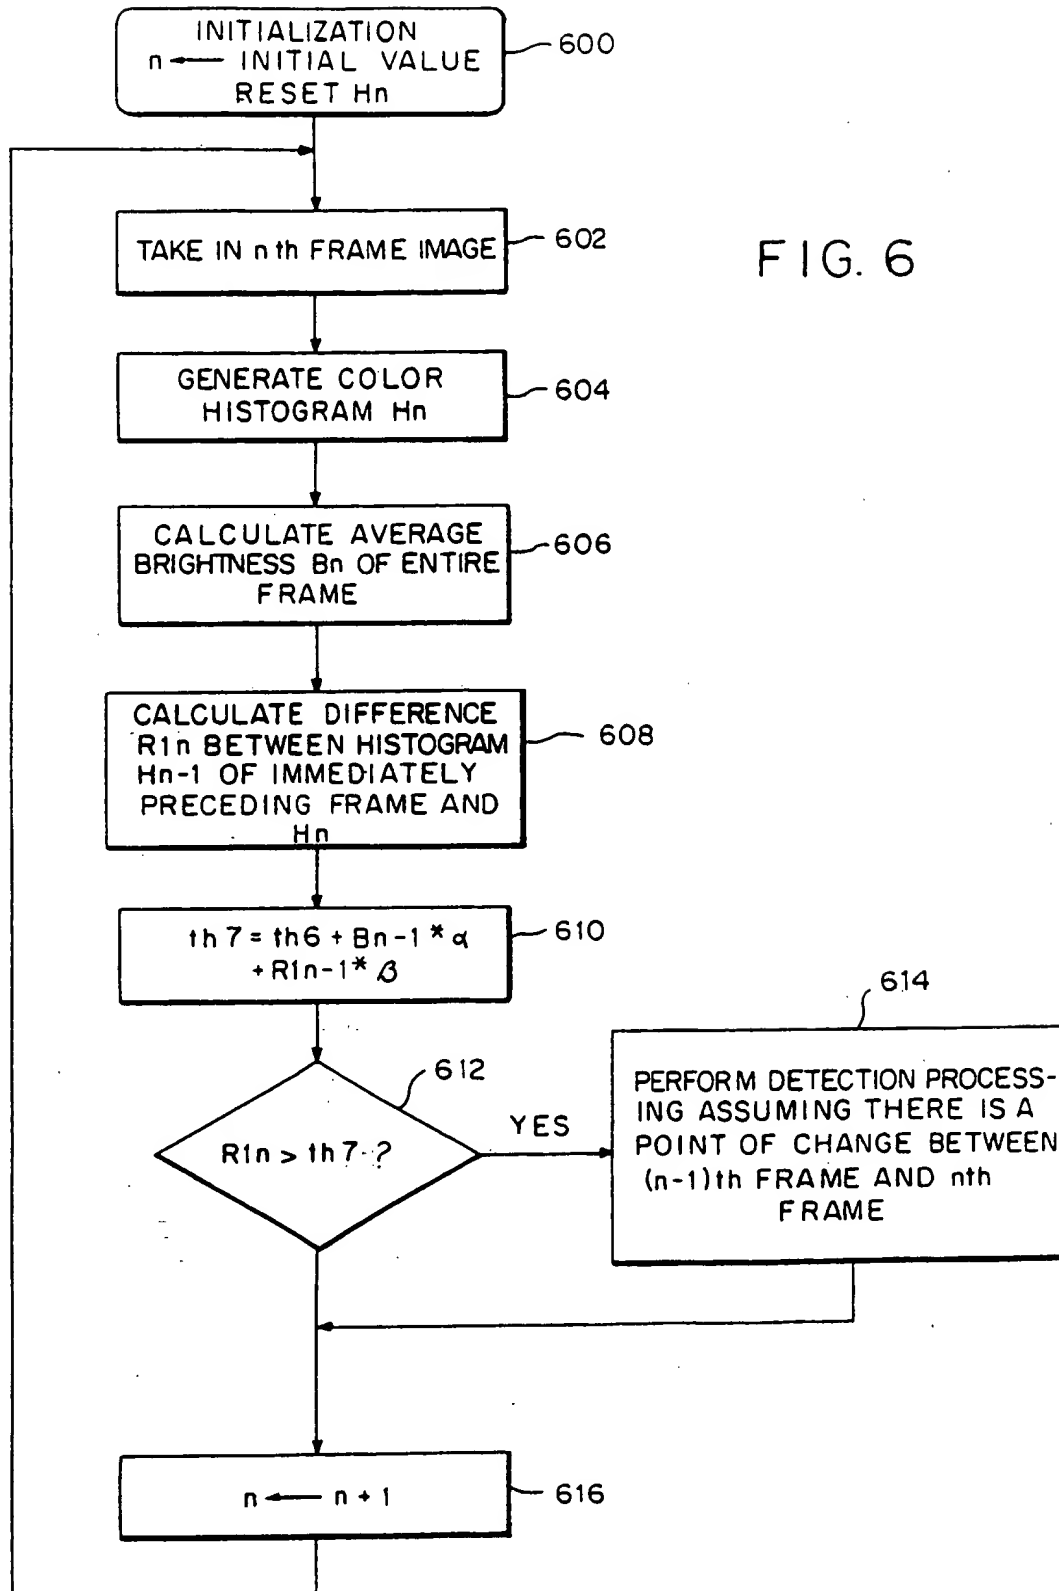 INITIALIZATION
n ← INITIAL VALUE
RESET Hn
600
TAKE IN nth FRAME IMAGE
602
FIG. 6
GENERATE COLOR
HISTOGRAM Hn
604
CALCULATE AVERAGE
BRIGHTNESS Bn OF ENTIRE
FRAME
606
CALCULATE DIFFERENCE
R1n BETWEEN HISTOGRAM
Hn-1 OF IMMEDIATELY
PRECEDING FRAME AND
Hn
608
th7 = th6 + Bn-1 * α
+ R1n-1 * β
610
R1n > th7 ?
612
YES
PERFORM DETECTION PROCESS-
ING ASSUMING THERE IS A
POINT OF CHANGE BETWEEN
(n-1)th FRAME AND nth
FRAME
614
n ← n + 1
616